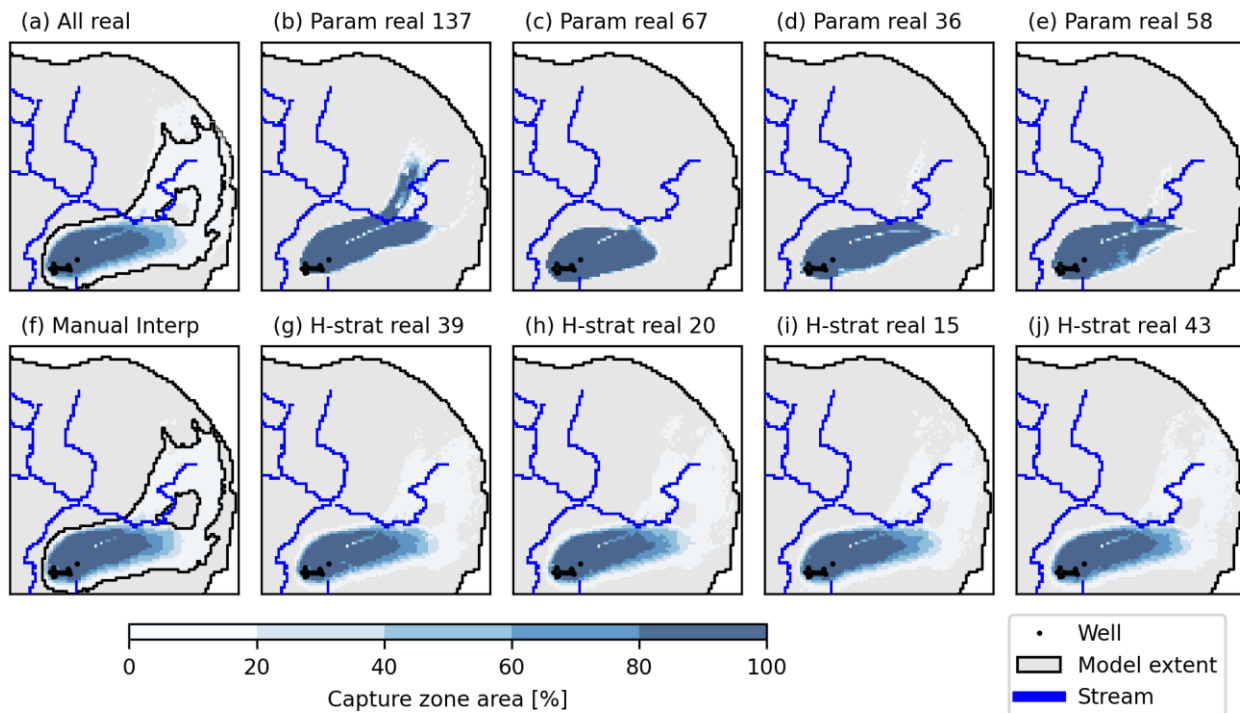 (a) All real
(b) Param real 137
(c) Param real 67
(d) Param real 36
(e) Param real 58
(f) Manual Interp
(g) H-strat real 39
(h) H-strat real 20
(i) H-strat real 15
(j) H-strat real 43
0 20 40 60 80 100
Capture zone area [%]
Well
Model extent
Stream